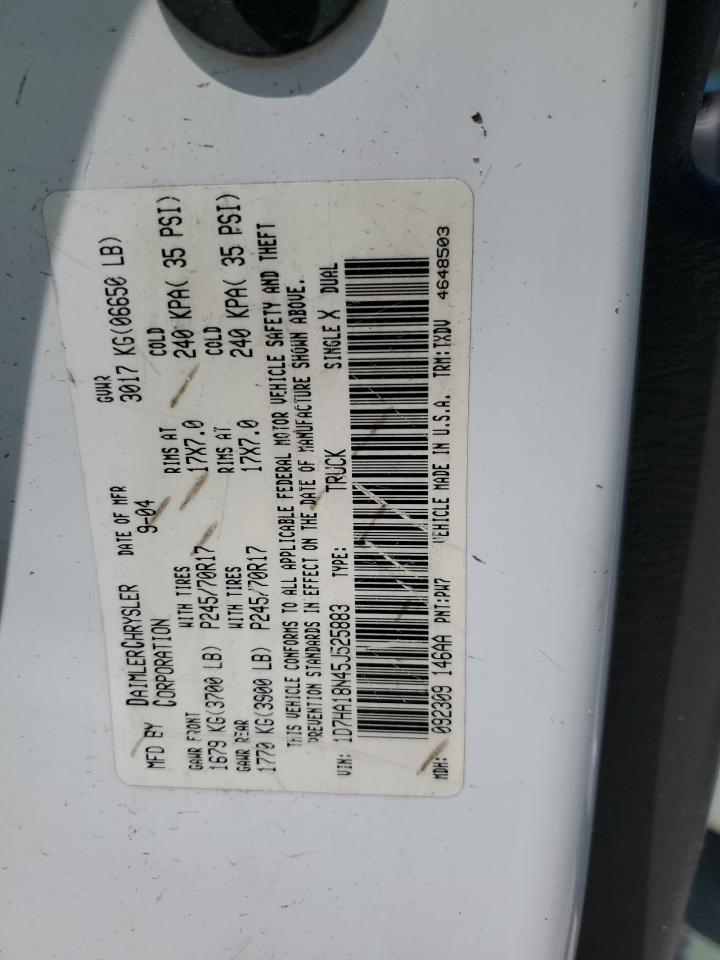 MFD BY DAIMLERCHRYSLER CORPORATION DATE OF MFR 9-04 GVWR 3017 KG(06650 LB)
GAWR FRONT 1679 KG(3700 LB) WITH TIRES P245/70R17 RIMS AT 17X7.0 COLD 240 KPA( 35 PSI)
GAWR REAR 1770 KG(3900 LB) WITH TIRES P245/70R17 RIMS AT 17X7.0 COLD 240 KPA( 35 PSI)
THIS VEHICLE CONFORMS TO ALL APPLICABLE FEDERAL MOTOR VEHICLE SAFETY AND THEFT
PREVENTION STANDARDS IN EFFECT ON THE DATE OF MANUFACTURE SHOWN ABOVE.
VIN: 1D7HA18N45J525883 TYPE: TRUCK SINGLE X DUAL
MDH: 092309 146AA PNT:PW7 VEHICLE MADE IN U.S.A. TRM:TXDV 4648503